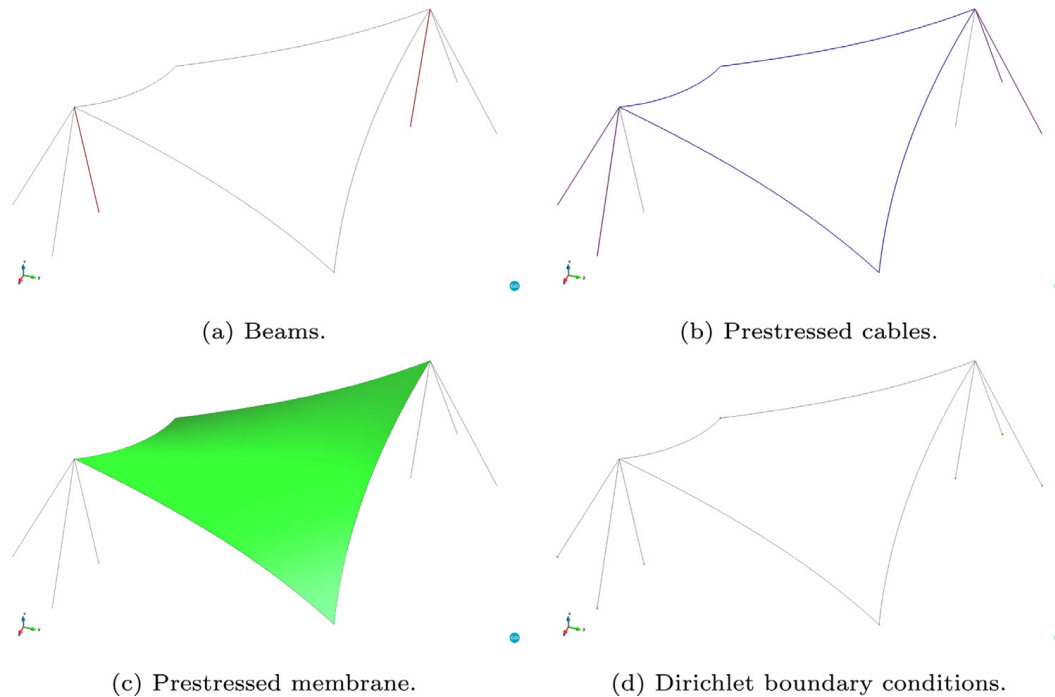 (a) Beams.
(b) Prestressed cables.
(c) Prestressed membrane.
(d) Dirichlet boundary conditions.